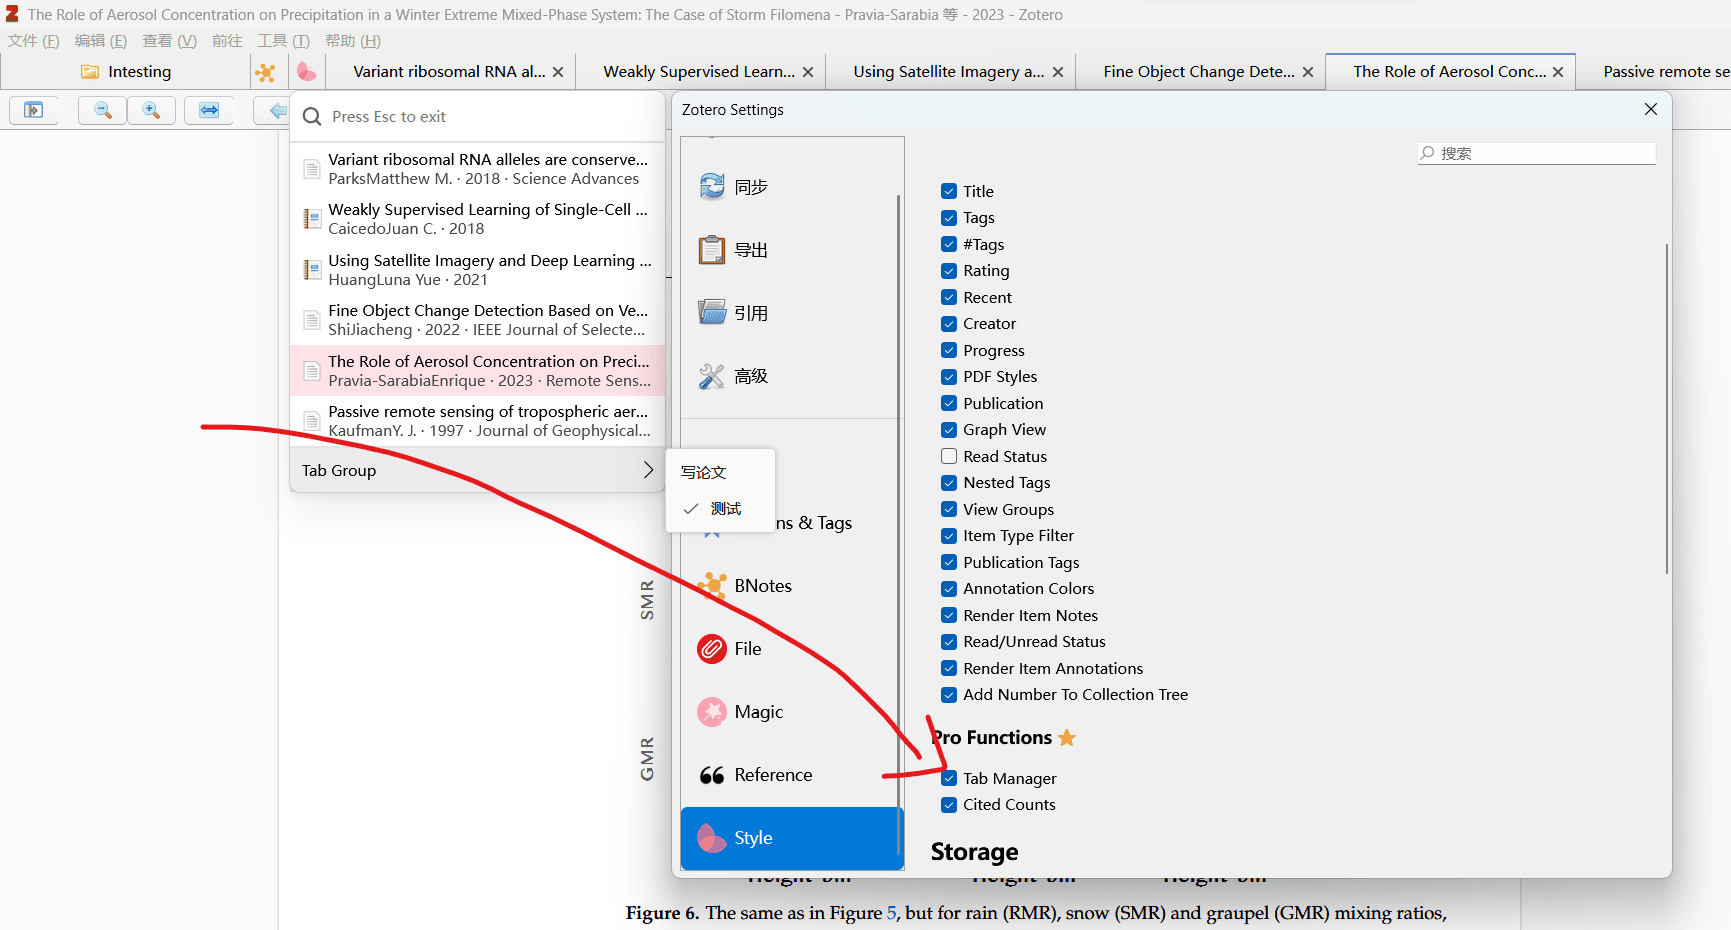 The Role of Aerosol Concentration on Precipitation in a Winter Extreme Mixed-Phase System: The Case of Storm Filomena - Pravia-Sarabia 等 - 2023 - Zotero
文件 (F) 编辑 (E) 查看 (V) 前往 工具 (T) 帮助 (H)
Intesting
Variant ribosomal RNA al...
Weakly Supervised Learn...
Using Satellite Imagery a...
Fine Object Change Dete...
The Role of Aerosol Conc...
Passive remote se
Press Esc to exit
Variant ribosomal RNA alleles are conserve...
ParksMatthew M. · 2018 · Science Advances
Weakly Supervised Learning of Single-Cell ...
CaicedoJuan C. · 2018
Using Satellite Imagery and Deep Learning ...
HuangLuna Yue · 2021
Fine Object Change Detection Based on Ve...
ShiJiacheng · 2022 · IEEE Journal of Selecte...
The Role of Aerosol Concentration on Preci...
Pravia-SarabiaEnrique · 2023 · Remote Sens...
Passive remote sensing of tropospheric aer...
KaufmanY. J. · 1997 · Journal of Geophysical...
Tab Group
写论文
测试
Zotero Settings
搜索
同步
导出
引用
高级
ns & Tags
BNotes
File
Magic
Reference
Style
Title
Tags
#Tags
Rating
Recent
Creator
Progress
PDF Styles
Publication
Graph View
Read Status
Nested Tags
View Groups
Item Type Filter
Publication Tags
Annotation Colors
Render Item Notes
Read/Unread Status
Render Item Annotations
Add Number To Collection Tree
Pro Functions
Tab Manager
Cited Counts
Storage
SMR
GMR
Figure 6. The same as in Figure 5, but for rain (RMR), snow (SMR) and graupel (GMR) mixing ratios,